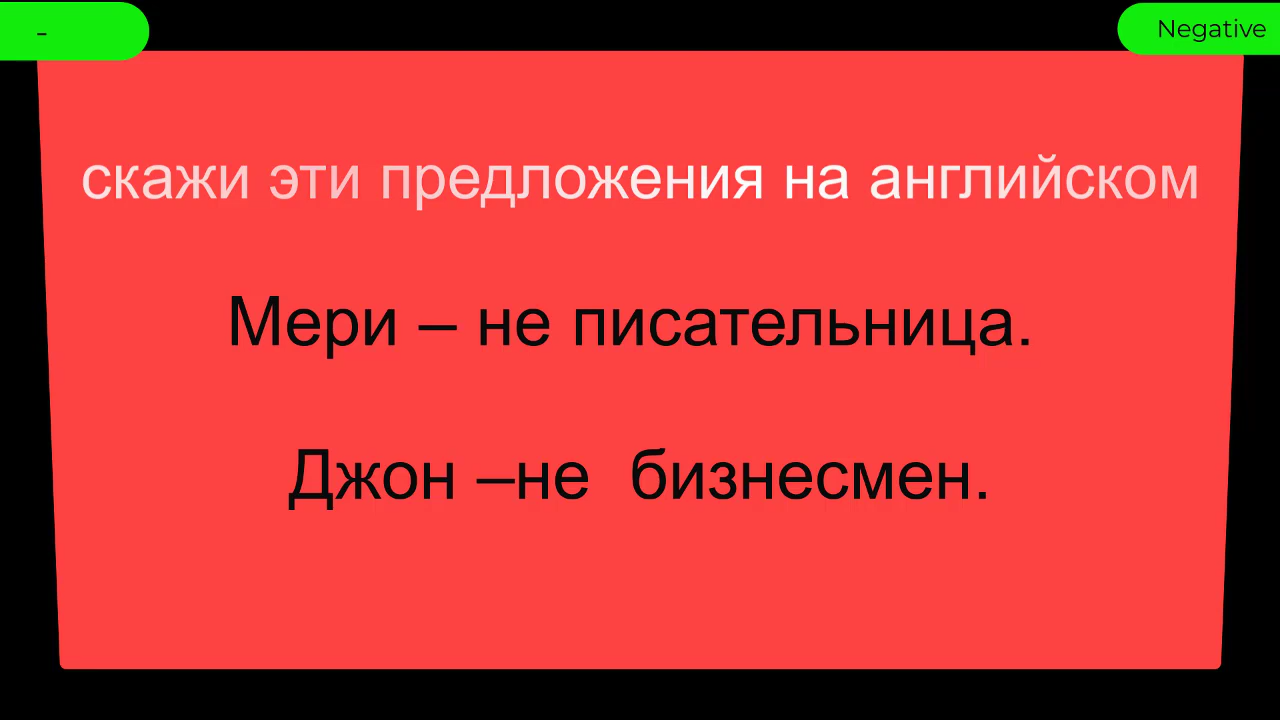 -
Negative
скажи эти предложения на английском
Мери – не писательница.
Джон –не  бизнесмен.